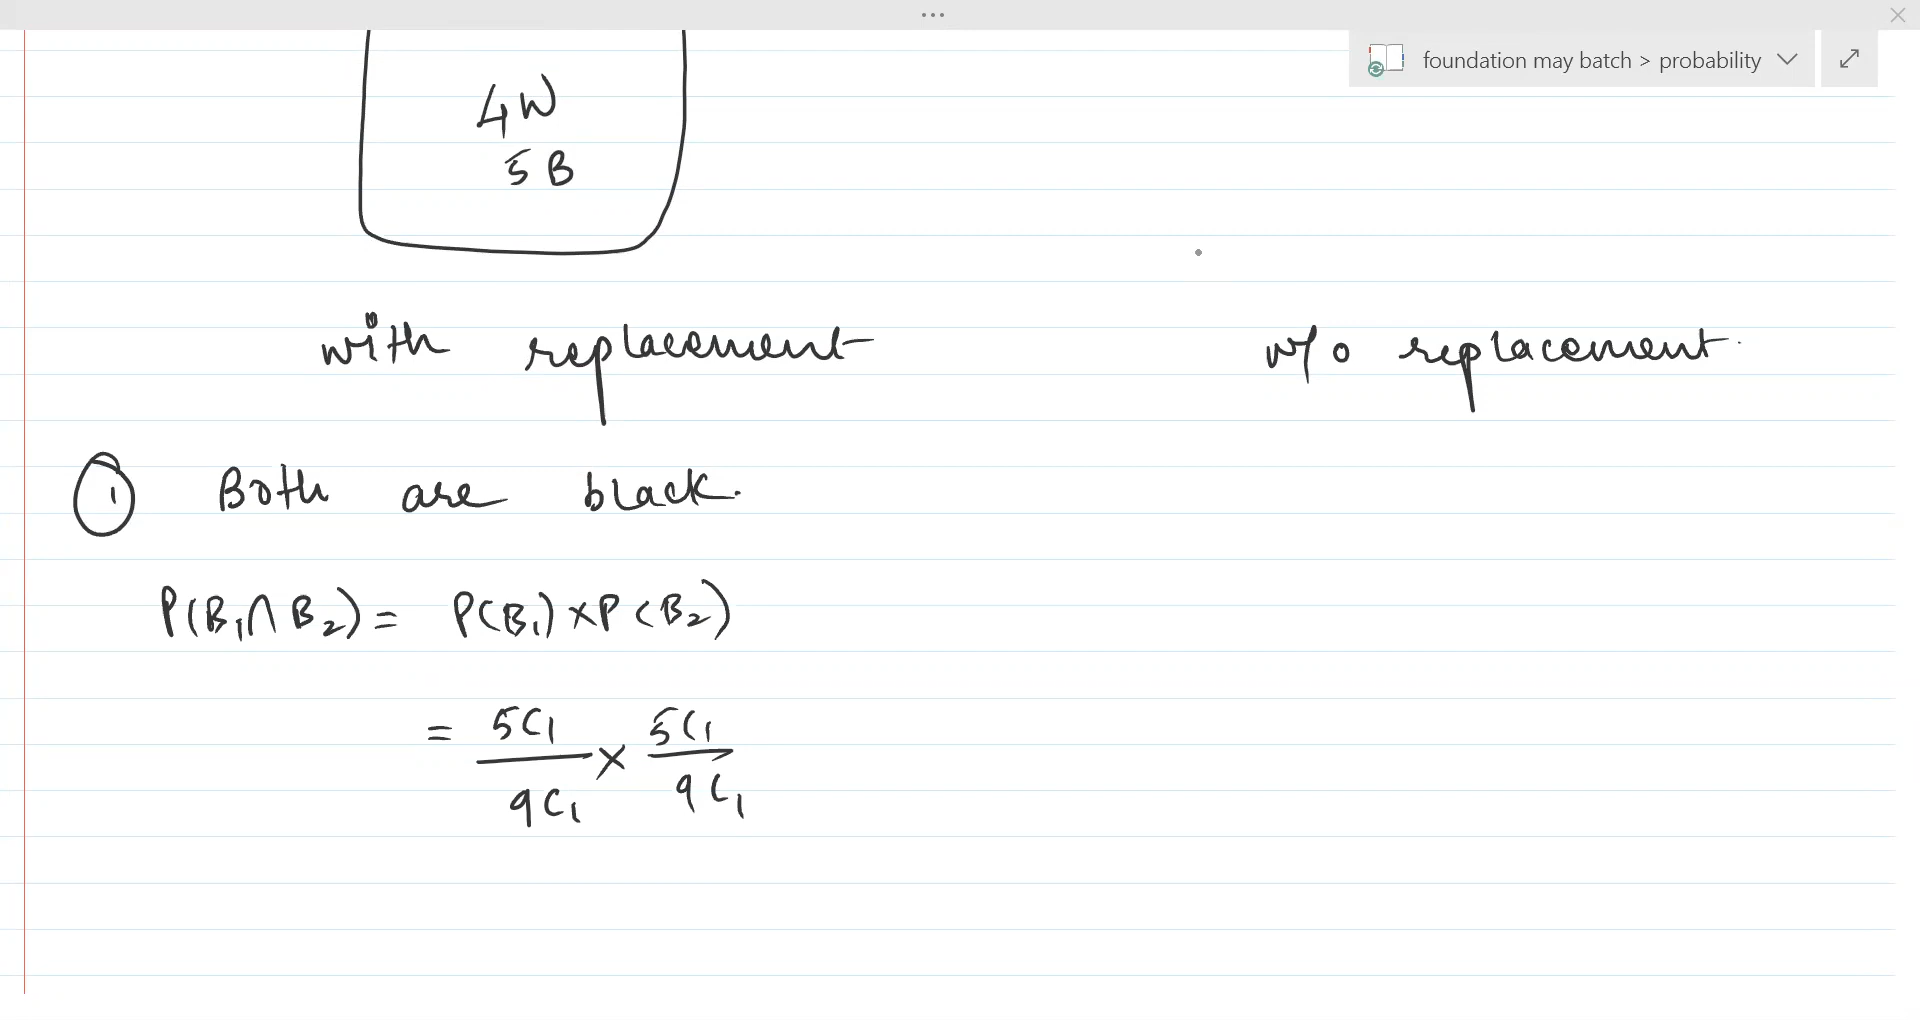 foundation may batch > probability
4W
5B
with replacement
w/o replacement.
1 Both are black.
P(B₁∩B₂) = P(B₁)×P(B₂)
= 5C₁/9C₁ × 5C₁/9C₁